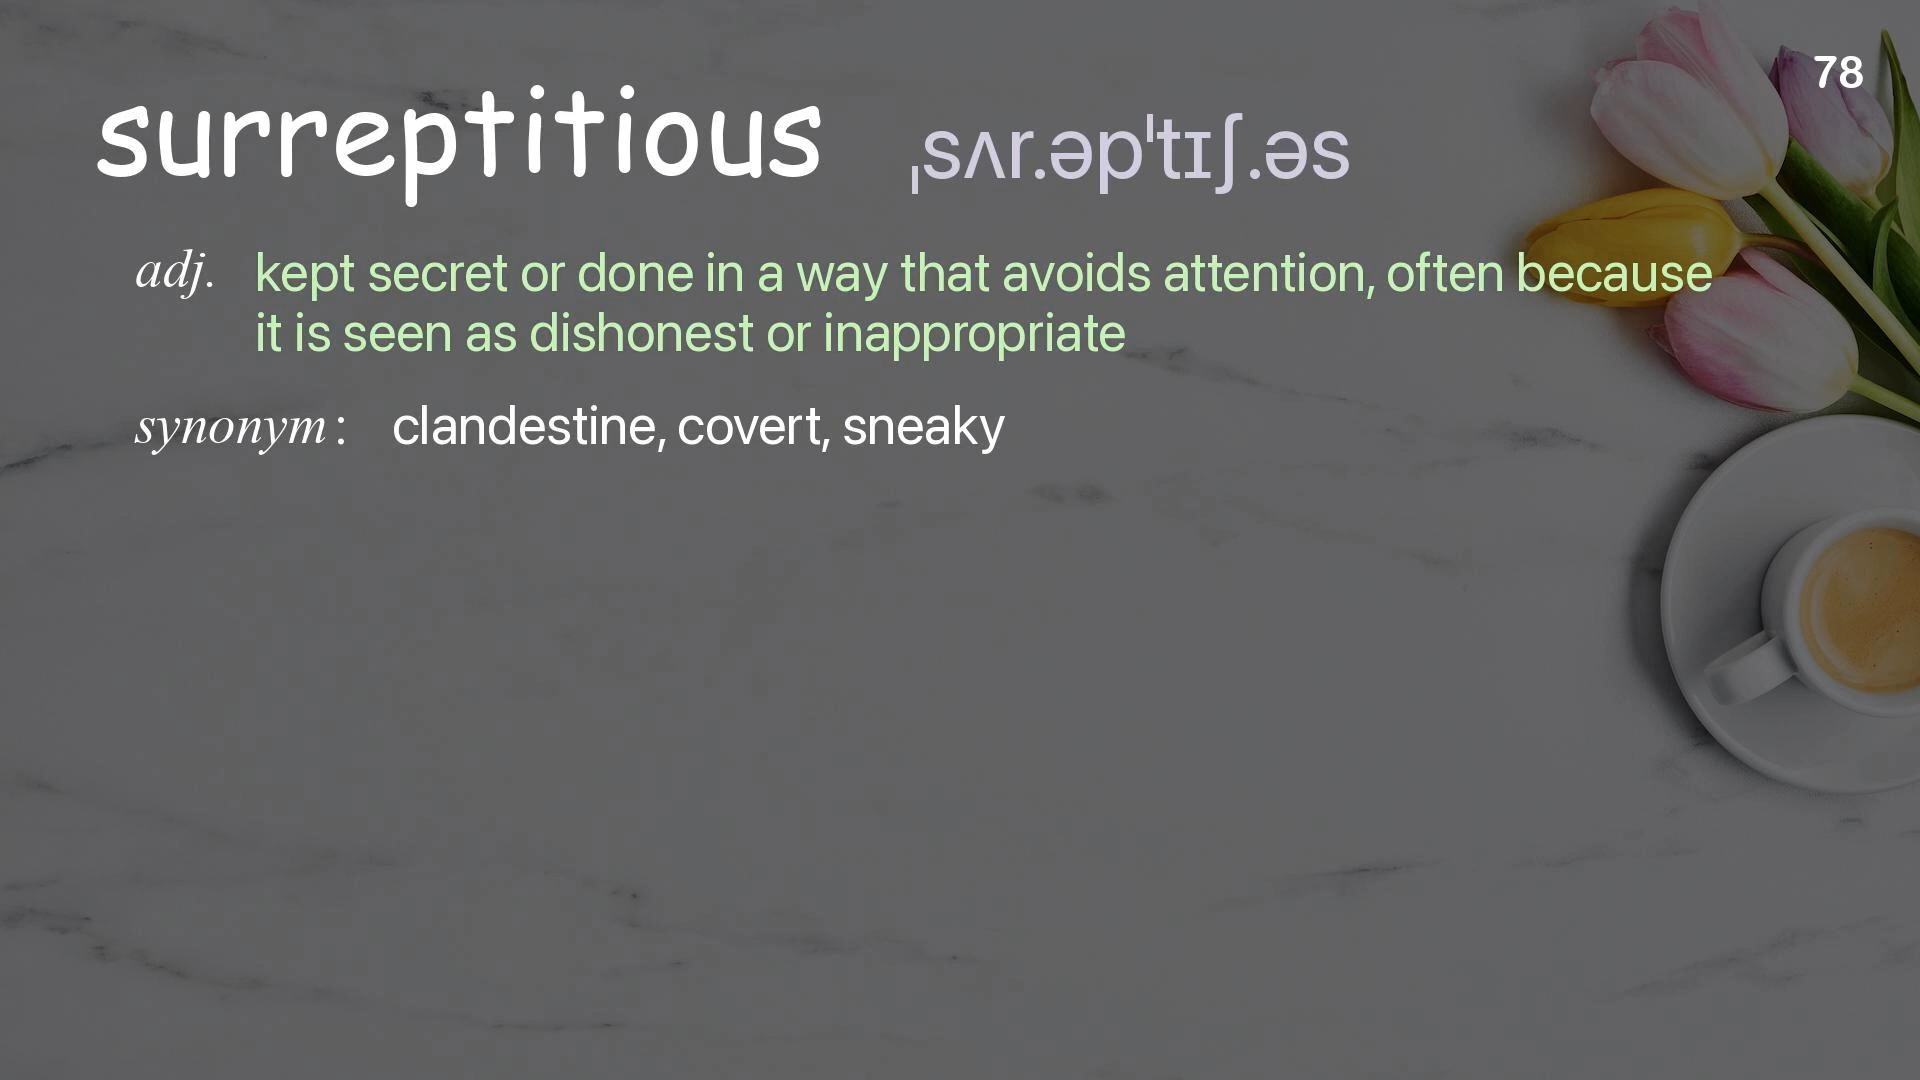 78
surreptitious ˌsʌr.əpˈtɪʃ.əs
adj. kept secret or done in a way that avoids attention, often because
it is seen as dishonest or inappropriate
synonym: clandestine, covert, sneaky